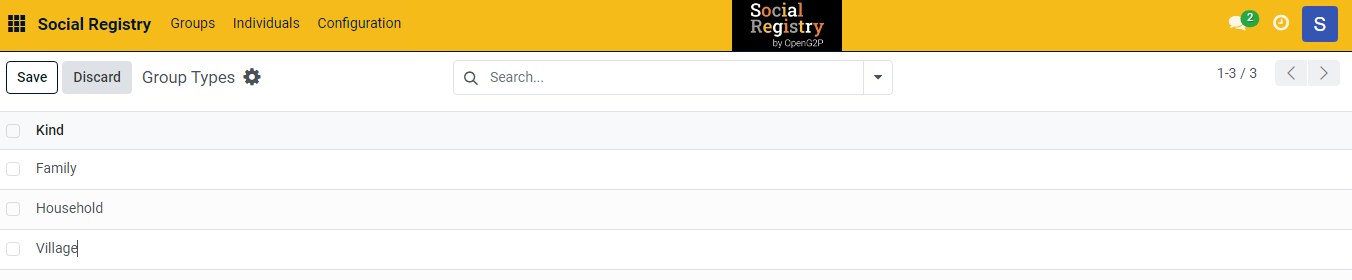 Social Registry Groups Individuals Configuration
Social
Registry
by OpenG2P
2
S
Save Discard Group Types Search... 1-3 / 3
Kind
Family
Household
Village